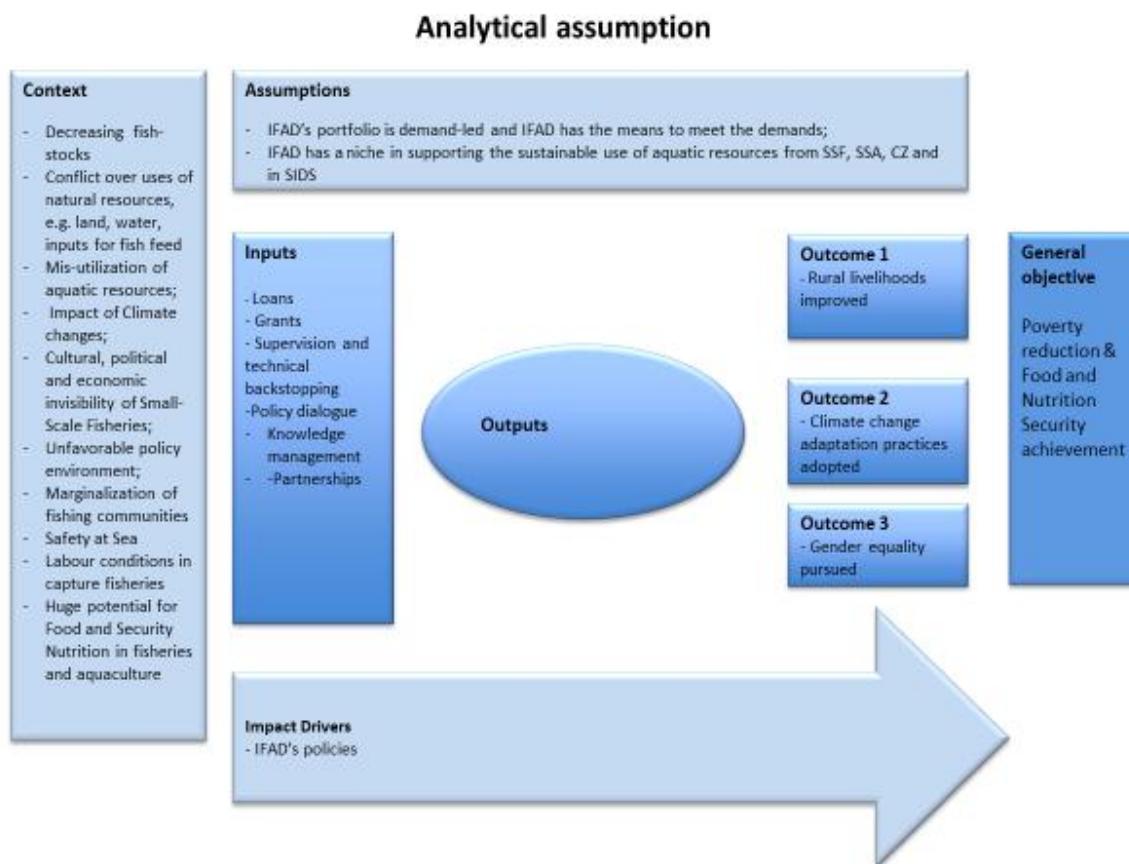 Analytical assumption
Context
- Decreasing fish-
stocks
- Conflict over uses of
natural resources,
e.g. land, water,
inputs for fish feed
- Mis-utilization of
aquatic resources;
- Impact of Climate
changes;
- Cultural, political
and economic
invisibility of Small-
Scale Fisheries;
- Unfavorable policy
environment;
- Marginalization of
fishing communities
- Safety at Sea
- Labour conditions in
capture fisheries
- Huge potential for
Food and Security
Nutrition in fisheries
and aquaculture
Assumptions
- IFAD's portfolio is demand-led and IFAD has the means to meet the demands;
- IFAD has a niche in supporting the sustainable use of aquatic resources from SSF, SSA, CZ and
in SIDS
Inputs
- Loans
- Grants
- Supervision and
technical
backstopping
-Policy dialogue
- Knowledge
management
- -Partnerships
Outputs
Outcome 1
- Rural livelihoods
improved
Outcome 2
- Climate change
adaptation practices
adopted
Outcome 3
- Gender equality
pursued
General
objective
Poverty
reduction &
Food and
Nutrition
Security
achievement
Impact Drivers
- IFAD's policies